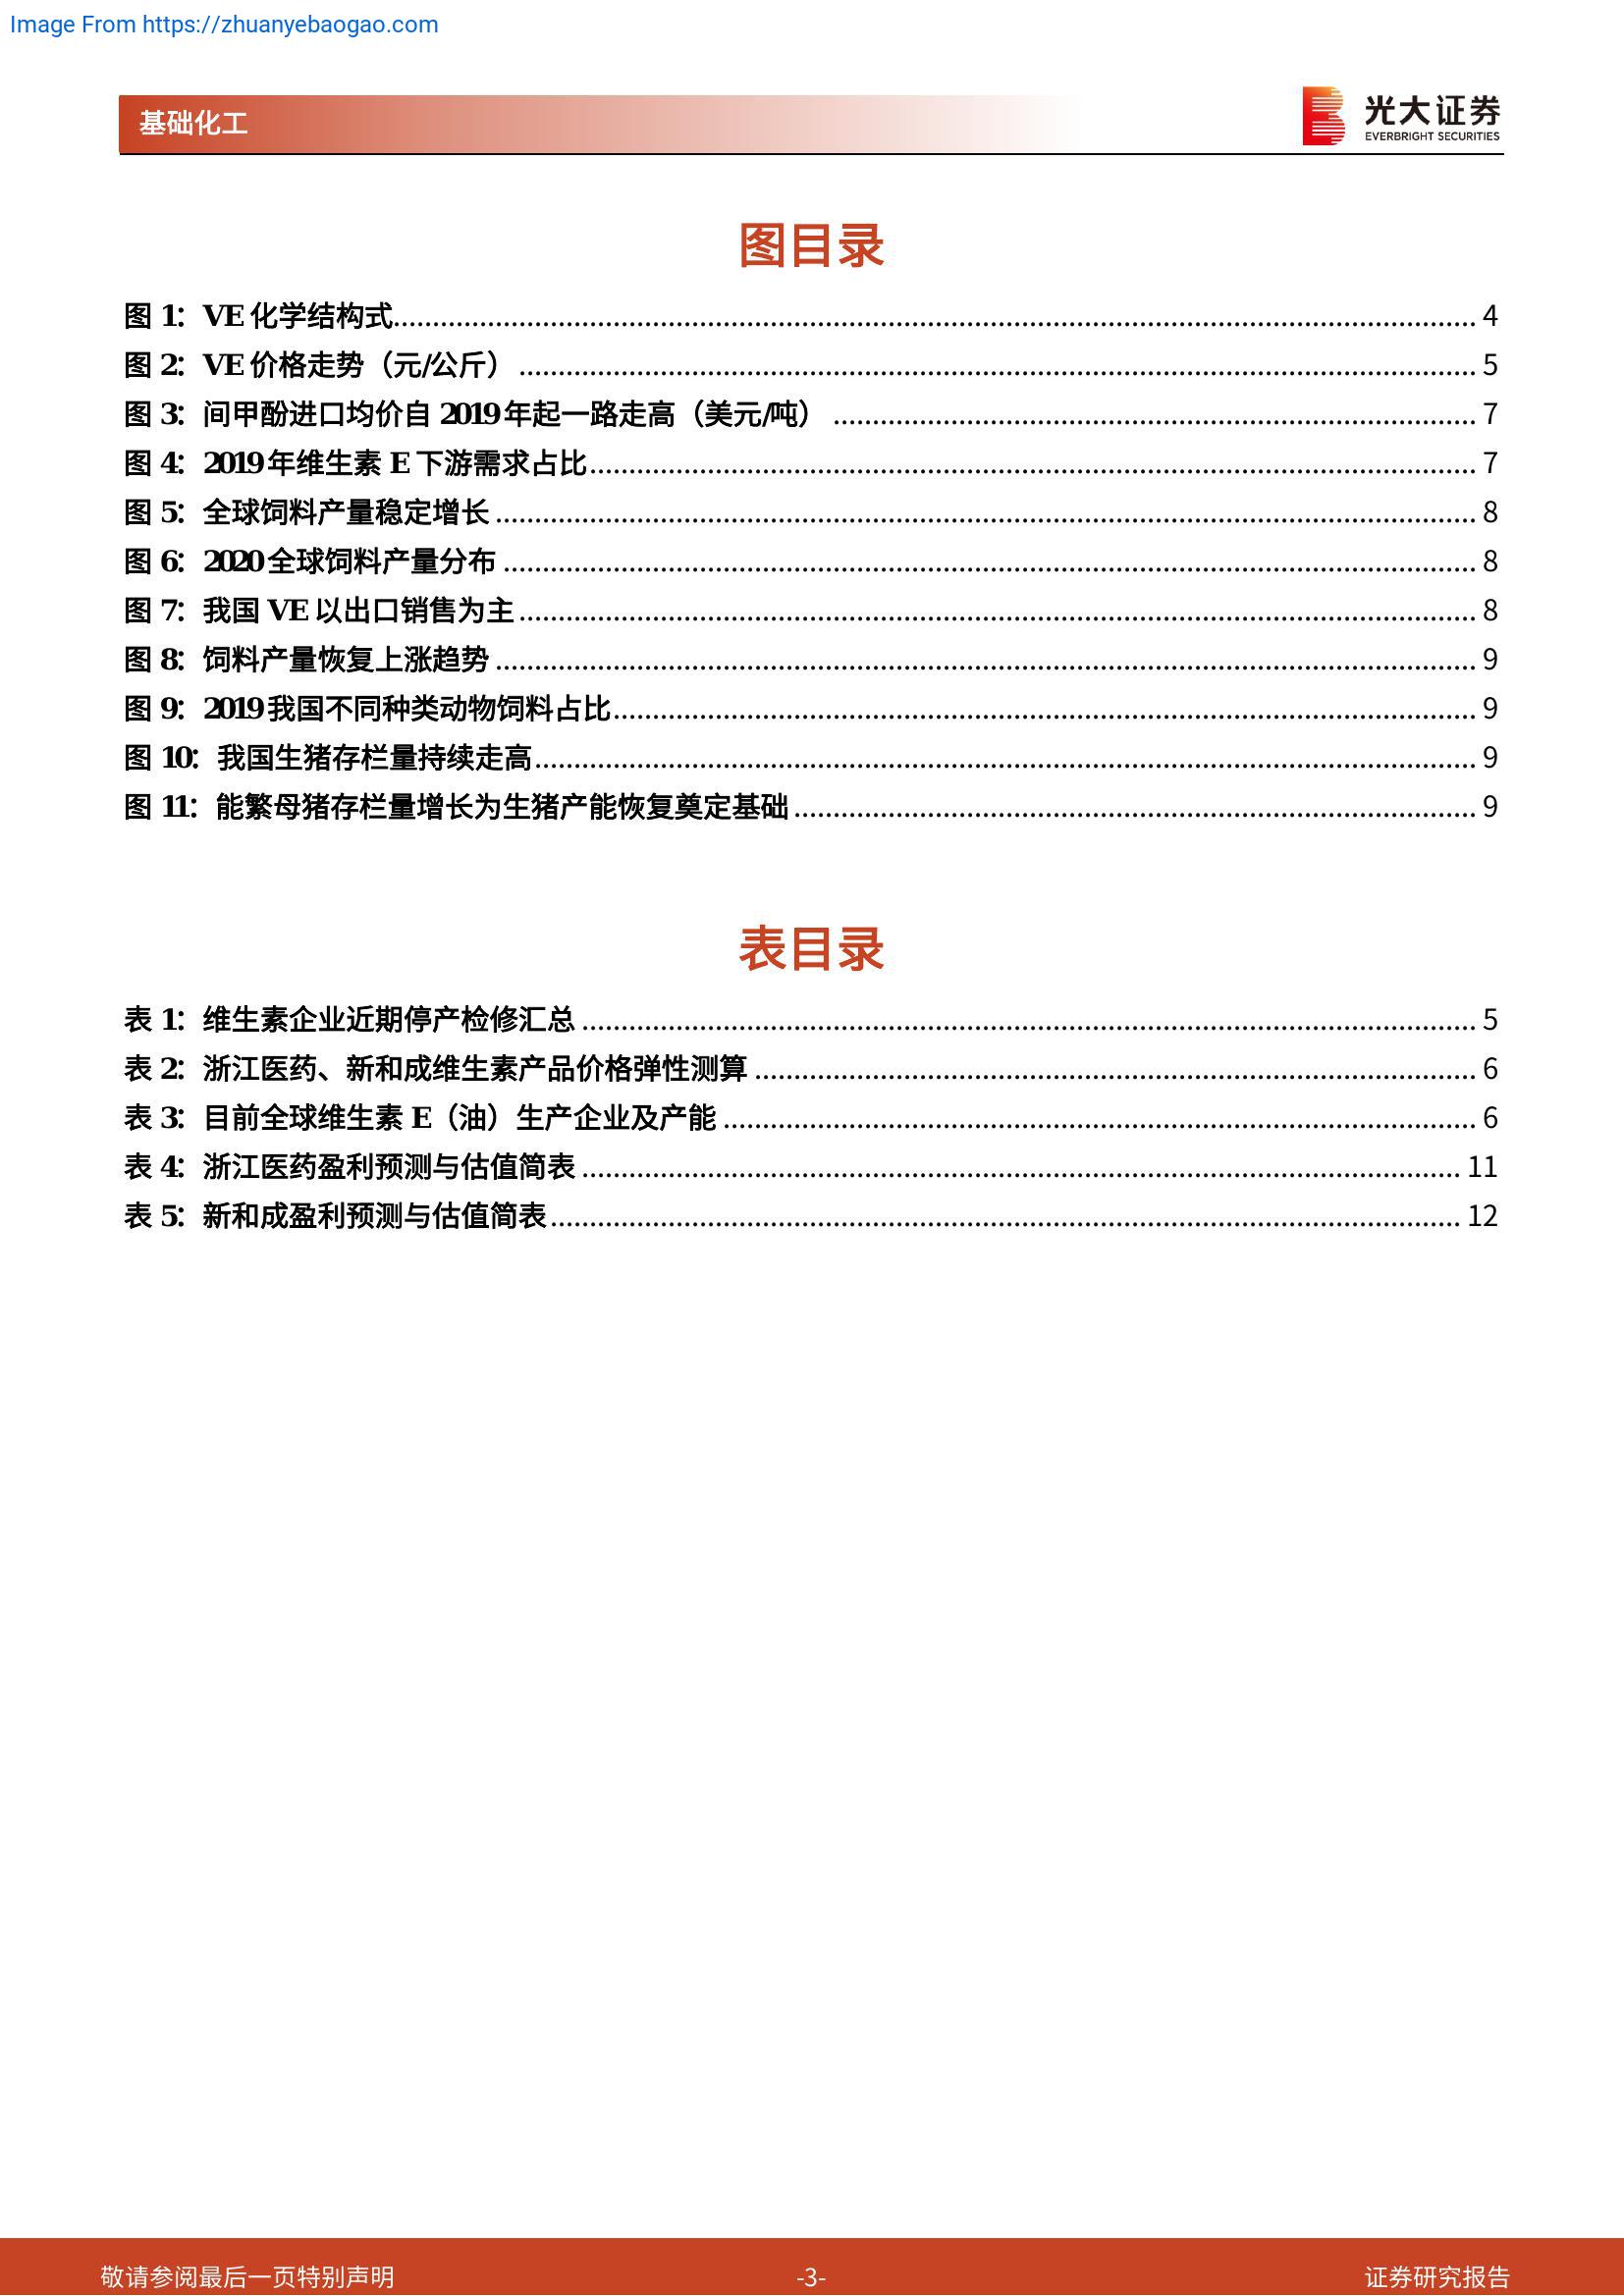 Image From https://zhuanyebaogao.com
基础化工
光大证券
EVERBRIGHT SECURITIES
图目录
图 1：VE 化学结构式........ 4
图 2：VE 价格走势（元/公斤）........ 5
图 3：间甲酚进口均价自 2019 年起一路走高（美元/吨）........ 7
图 4：2019 年维生素 E 下游需求占比........ 7
图 5：全球饲料产量稳定增长........ 8
图 6：2020 全球饲料产量分布........ 8
图 7：我国 VE 以出口销售为主........ 8
图 8：饲料产量恢复上涨趋势........ 9
图 9：2019 我国不同种类动物饲料占比........ 9
图 10：我国生猪存栏量持续走高........ 9
图 11：能繁母猪存栏量增长为生猪产能恢复奠定基础........ 9
表目录
表 1：维生素企业近期停产检修汇总........ 5
表 2：浙江医药、新和成维生素产品价格弹性测算........ 6
表 3：目前全球维生素 E（油）生产企业及产能........ 6
表 4：浙江医药盈利预测与估值简表........ 11
表 5：新和成盈利预测与估值简表........ 12
敬请参阅最后一页特别声明
-3-
证券研究报告